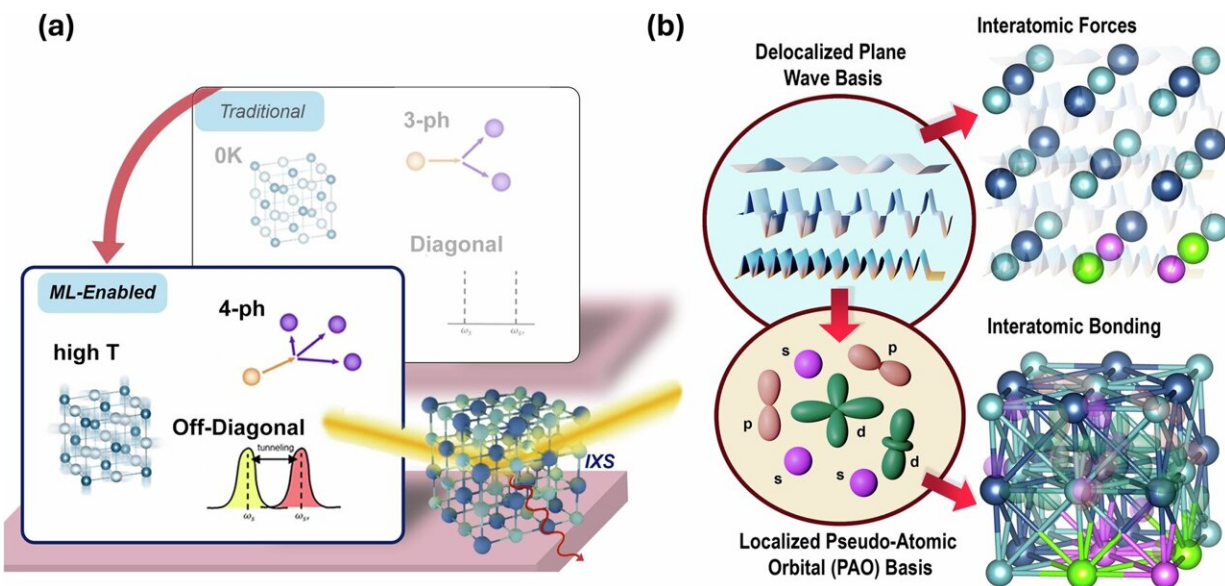 (a)
Traditional
0K
3-ph
Diagonal
ωs
ωs'
ML-Enabled
high T
4-ph
Off-Diagonal
tunneling
ωs
ωs'
IXS
(b)
Delocalized Plane
Wave Basis
Interatomic Forces
s
p
p
d
s
s
d
Localized Pseudo-Atomic
Orbital (PAO) Basis
Interatomic Bonding